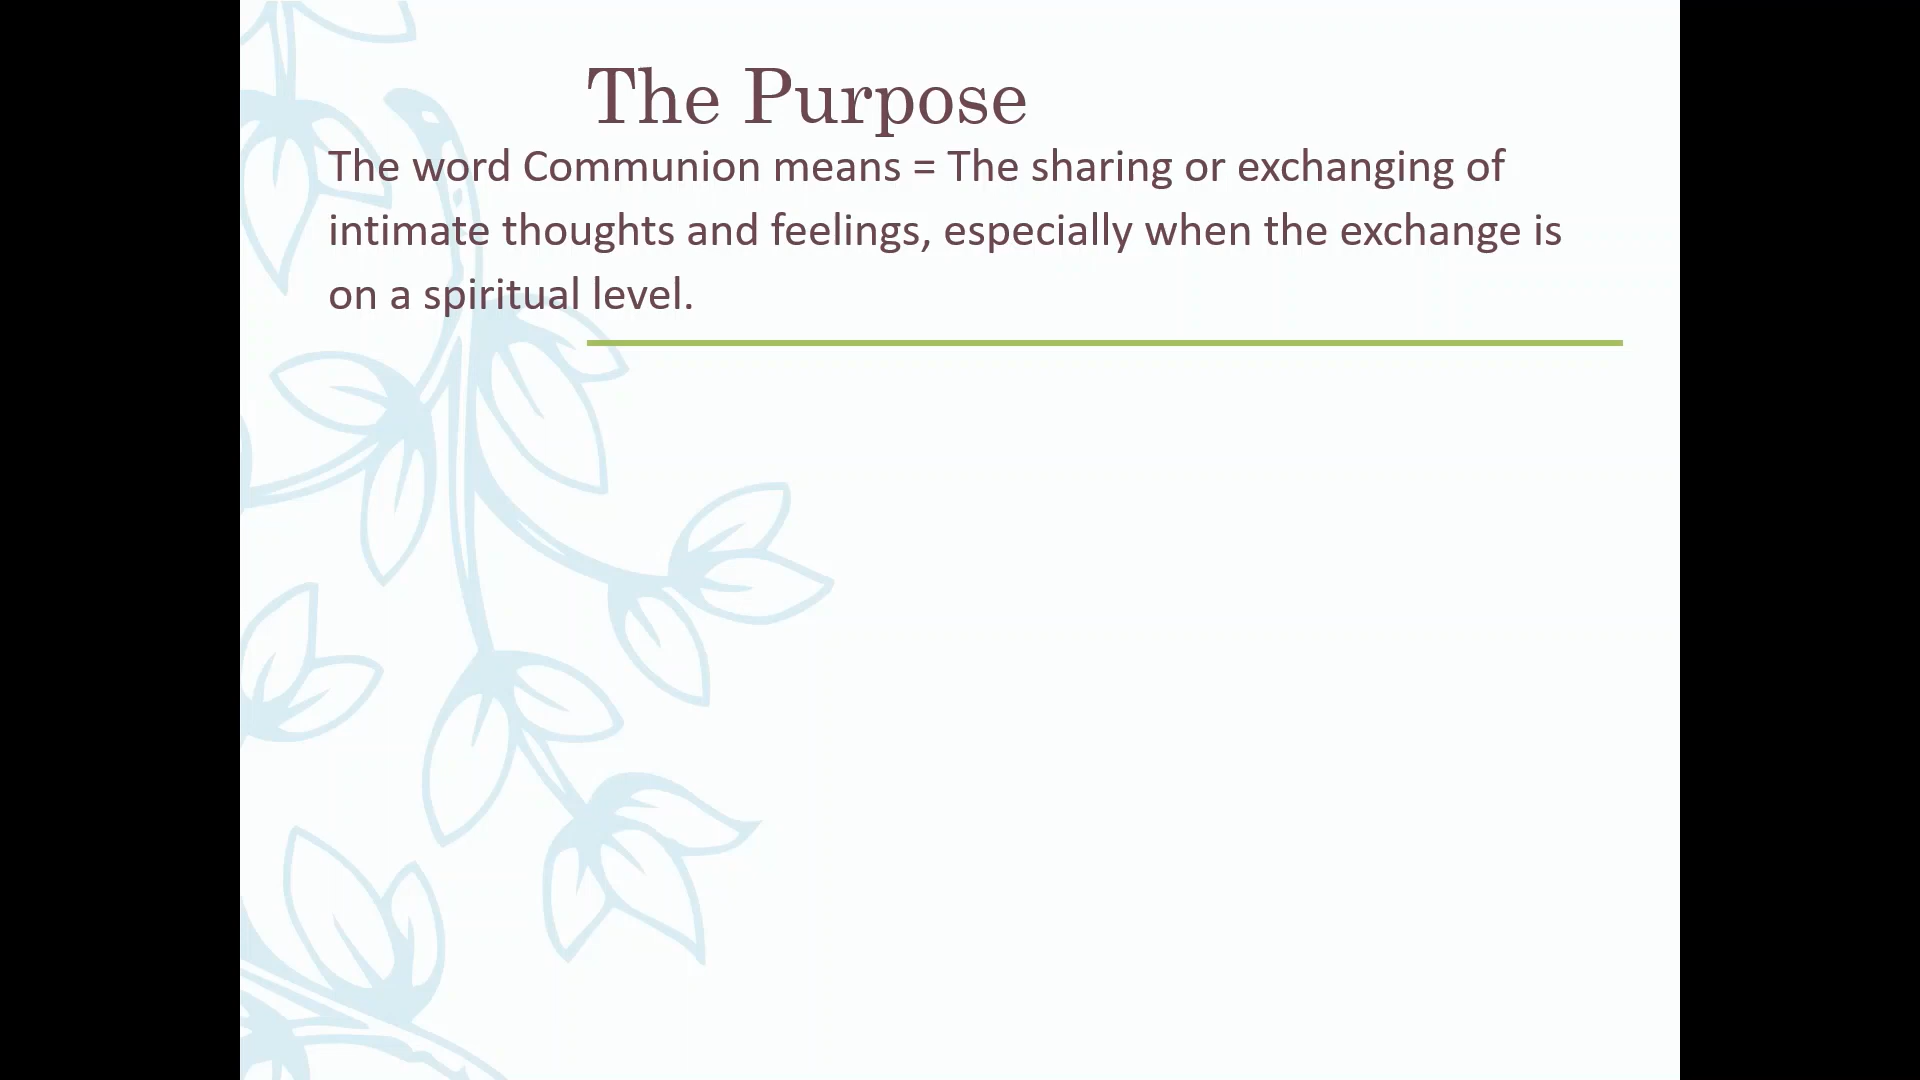 The Purpose
The word Communion means = The sharing or exchanging of
intimate thoughts and feelings, especially when the exchange is
on a spiritual level.